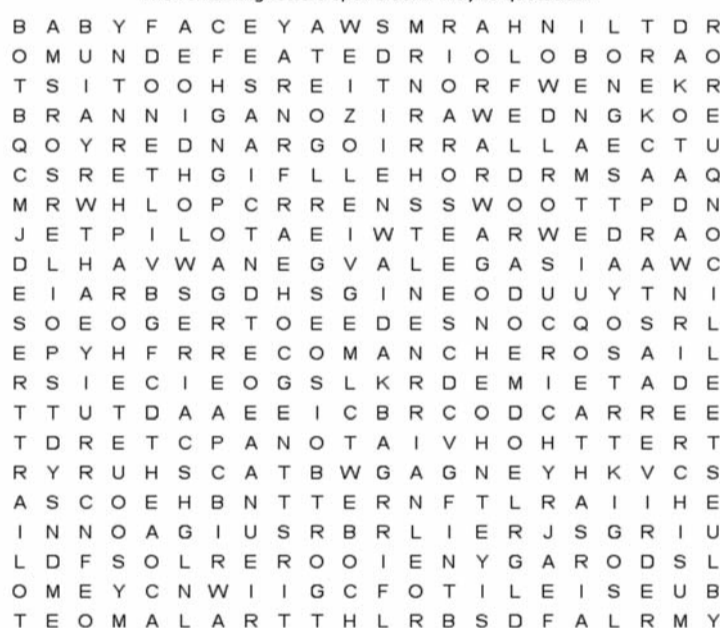 B A B Y F A C E Y A W S M R A H N I L T D R
O M U N D E F E A T E D R I O L O B O R A O
T S I T O O H S R E I T N O R F W E N E K R
B R A N N I G A N O Z I R A W E D N G K O E
Q O Y R E D N A R G O I R R A L L A E C T U
C S R E T H G I F L L E H O R D R M S A A Q
M R W H L O P C R R E N S S W O O T T P D N
J E T P I L O T A E I W T E A R W E D R A O
D L H A V W A N E G V A L E G A S I A A W C
E I A R B S G D H S G I N E O D U U Y T N I
S O E O G E R T O E E D E S N O C Q O S R L
E P Y H F R R E C O M A N C H E R O S A I L
R S I E C I E O G S L K R D E M I E T A D E
T T U T D A A E E I C B R C O D C A R R E E
T D R E T C P A N O T A I V H O H T T E R T
R Y R U H S C A T B W G A G N E Y H K V C S
A S C O E H B N T T E R N F T L R A I I H E
I N N O A G I U S R B R L I E R J S G R I U
L D F S O L R E R O O I E N Y G A R O D S L
O M E Y C N W I I G C F O T I L E I S E U B
T E O M A L A R T T H L R B S D F A L R M Y